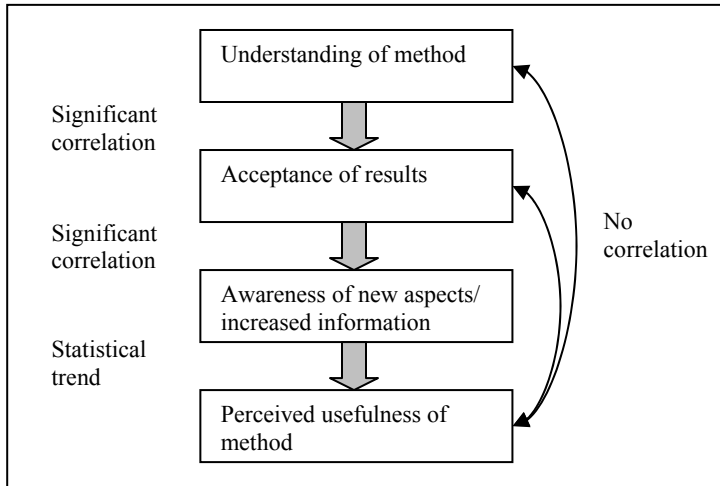 Understanding of method
Significant
correlation
Acceptance of results
Significant
correlation
No
correlation
Awareness of new aspects/
increased information
Statistical
trend
Perceived usefulness of
method